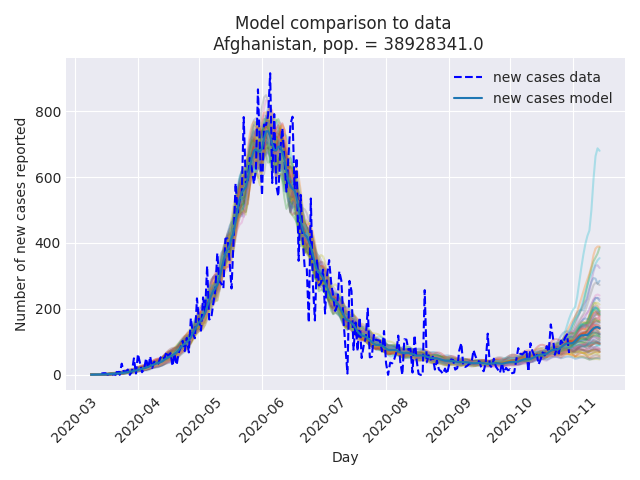 Model comparison to data
Afghanistan, pop. = 38928341.0
new cases data
new cases model
Number of new cases reported
800
600
400
200
0
2020-03
2020-04
2020-05
2020-06
2020-07
2020-08
2020-09
2020-10
2020-11
Day